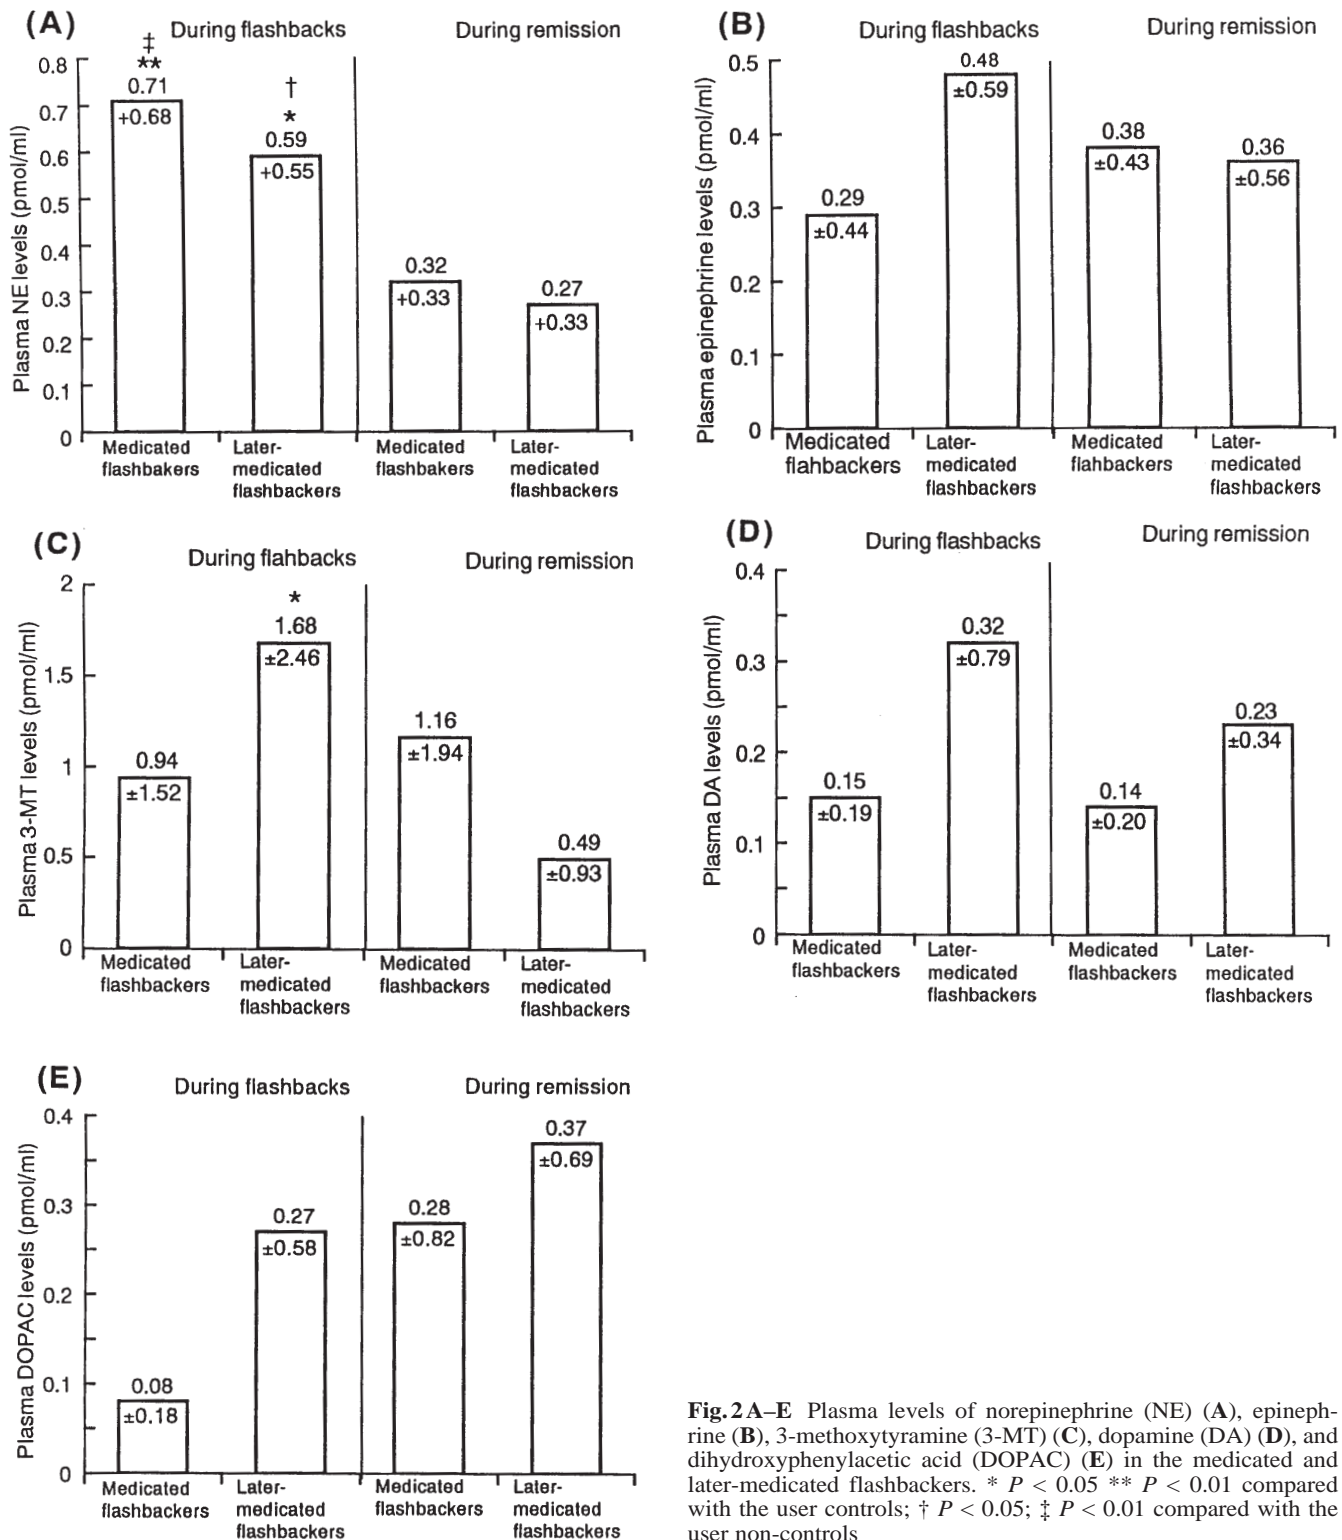 (A)
During flashbacks
During remission
Plasma NE levels (pmol/ml)
0.8
0.7
0.6
0.5
0.4
0.3
0.2
0.1
0
‡
**
0.71
+0.68
†
*
0.59
+0.55
0.32
+0.33
0.27
+0.33
Medicated
flashbakers
Later-
medicated
flashbackers
Medicated
flashbakers
Later-
medicated
flashbackers
(B)
During flashbacks
During remission
Plasma epinephrine levels (pmol/ml)
0.5
0.4
0.3
0.2
0.1
0
0.29
±0.44
0.48
±0.59
0.38
±0.43
0.36
±0.56
Medicated
flahbackers
Later-
medicated
flashbackers
Medicated
flahbackers
Later-
medicated
flashbackers
(C)
During flahbacks
During remission
Plasma 3-MT levels (pmol/ml)
2
1.5
1
0.5
0
0.94
±1.52
*
1.68
±2.46
1.16
±1.94
0.49
±0.93
Medicated
flashbackers
Later-
medicated
flashbackers
Medicated
flashbackers
Later-
medicated
flashbackers
(D)
During flashbacks
During remission
Plasma DA levels (pmol/ml)
0.4
0.3
0.2
0.1
0
0.15
±0.19
0.32
±0.79
0.14
±0.20
0.23
±0.34
Medicated
flashbackers
Later-
medicated
flashbackers
Medicated
flashbackers
Later-
medicated
flashbackers
(E)
During flashbacks
During remission
Plasma DOPAC levels (pmol/ml)
0.4
0.3
0.2
0.1
0
0.08
±0.18
0.27
±0.58
0.28
±0.82
0.37
±0.69
Medicated
flashbackers
Later-
medicated
flashbackers
Medicated
flashbackers
Later-
medicated
flashbackers
Fig. 2 A–E Plasma levels of norepinephrine (NE) (A), epineph-
rine (B), 3-methoxytyramine (3-MT) (C), dopamine (DA) (D), and
dihydroxyphenylacetic acid (DOPAC) (E) in the medicated and
later-medicated flashbackers. * P < 0.05 ** P < 0.01 compared
with the user controls; † P < 0.05; ‡ P < 0.01 compared with the
user non-controls